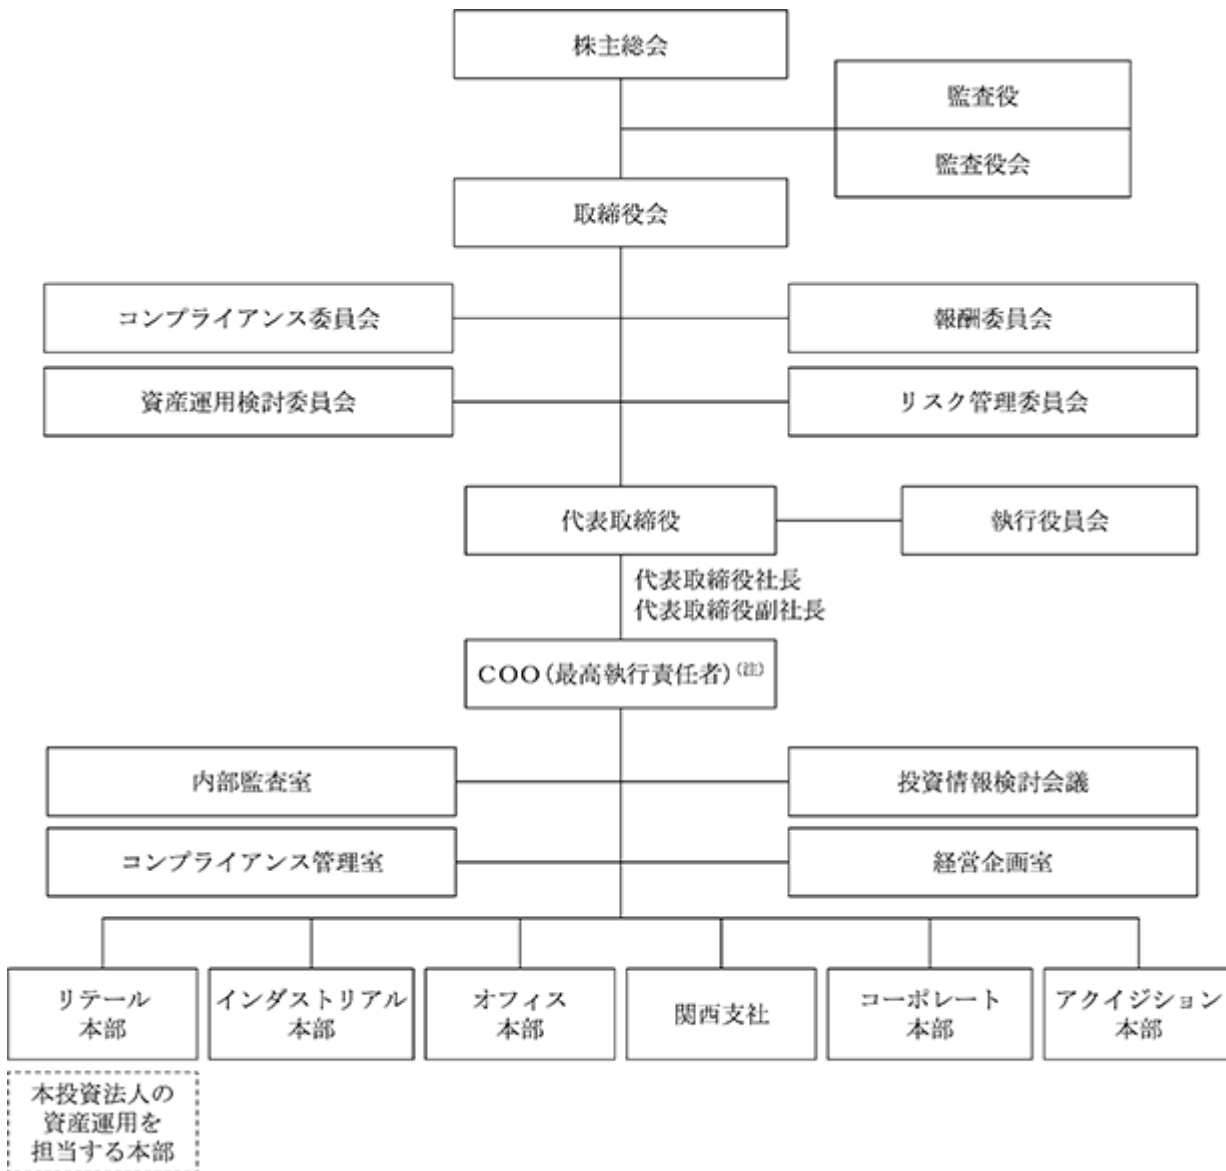 株主総会
監査役
監査役会
取締役会
コンプライアンス委員会
報酬委員会
資産運用検討委員会
リスク管理委員会
代表取締役
執行役員会
代表取締役社長
代表取締役副社長
COO(最高執行責任者)(注)
内部監査室
投資情報検討会議
コンプライアンス管理室
経営企画室
リテール
本部
インダストリアル
本部
オフィス
本部
関西支社
コーポレート
本部
アクイジション
本部
本投資法人の
資産運用を
担当する本部